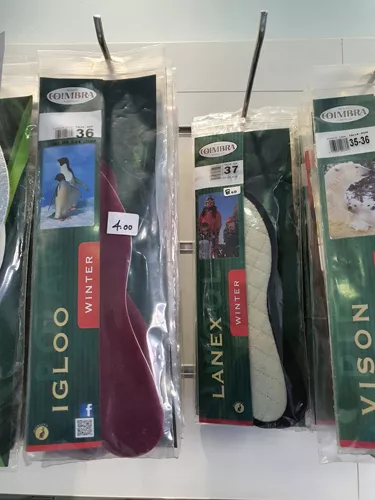 COIMBRA
36
4.00
WINTER
IGLOO
COIMBRA
37
WINTER
LANEX
COIMBRA
35-36
VISON